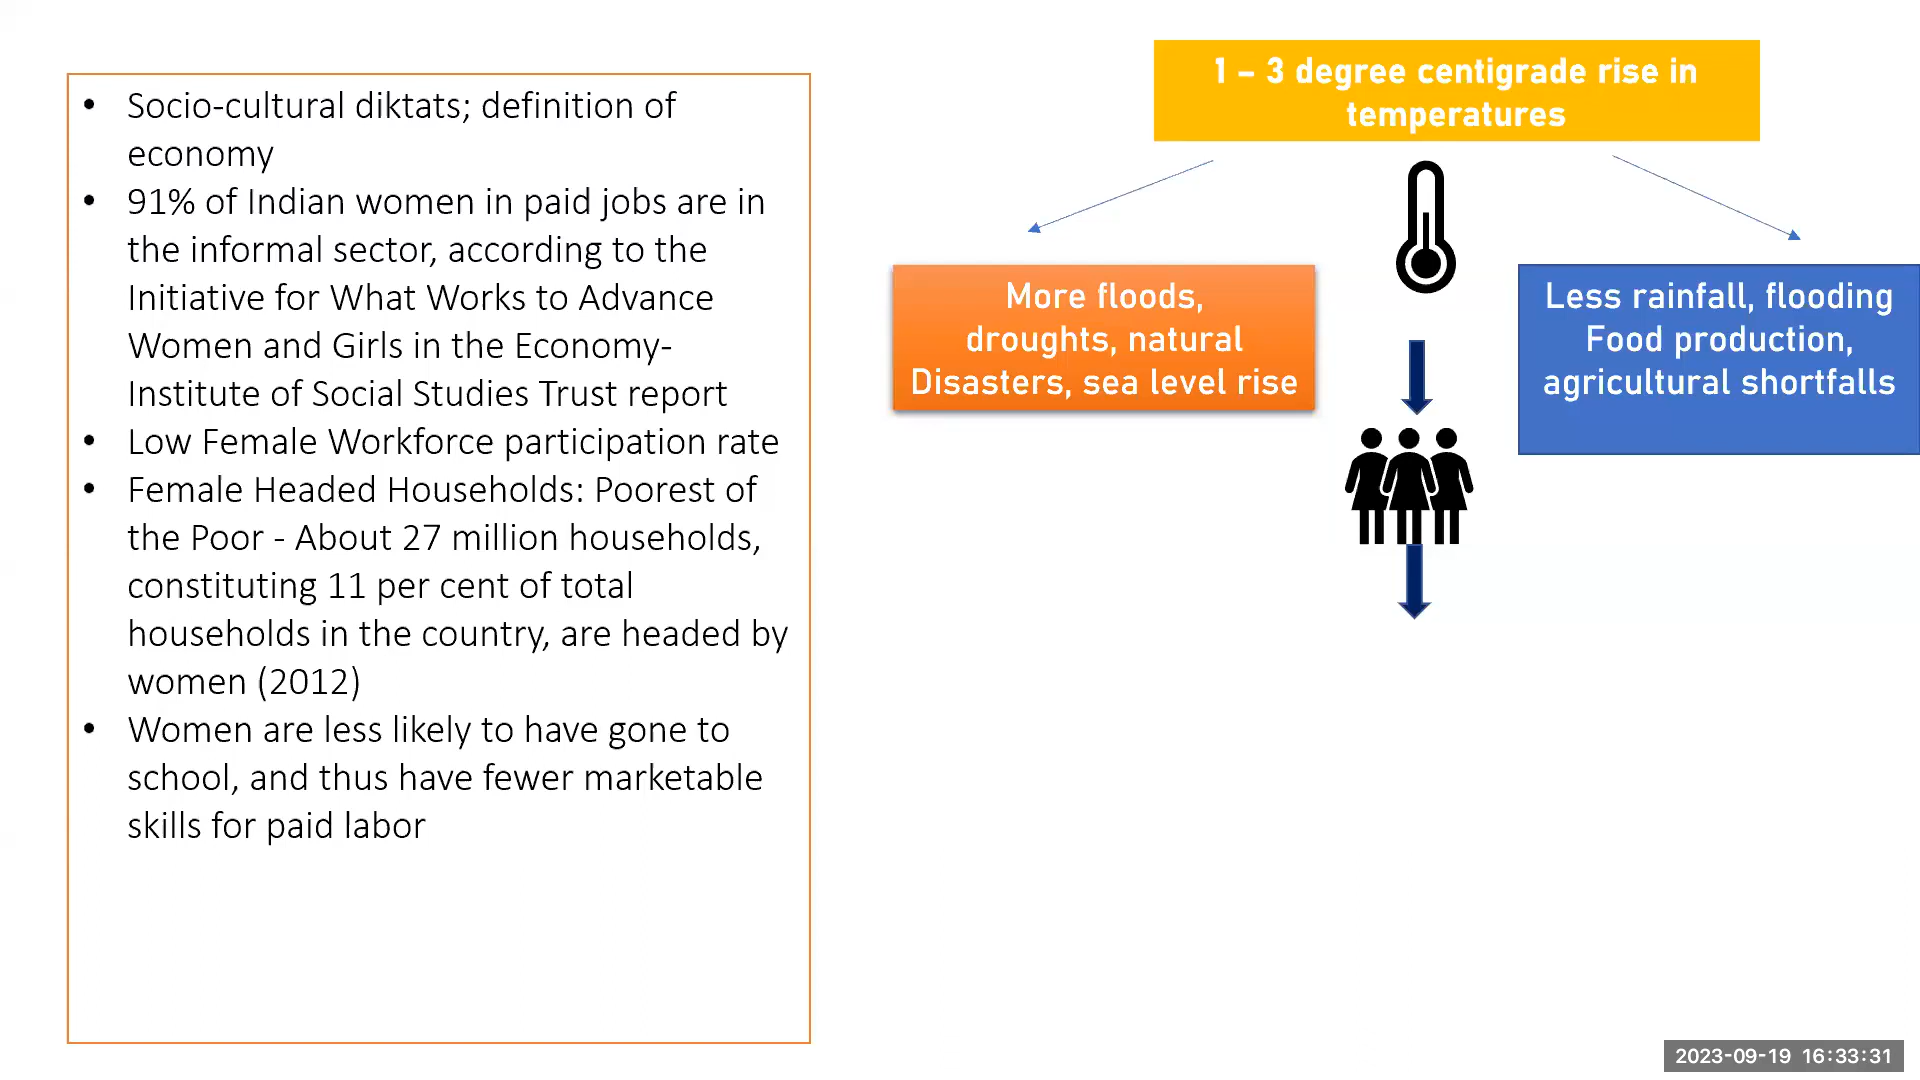 • Socio-cultural diktats; definition of
economy
• 91% of Indian women in paid jobs are in
the informal sector, according to the
Initiative for What Works to Advance
Women and Girls in the Economy-
Institute of Social Studies Trust report
• Low Female Workforce participation rate
• Female Headed Households: Poorest of
the Poor - About 27 million households,
constituting 11 per cent of total
households in the country, are headed by
women (2012)
• Women are less likely to have gone to
school, and thus have fewer marketable
skills for paid labor
1 – 3 degree centigrade rise in
temperatures
More floods,
droughts, natural
Disasters, sea level rise
Less rainfall, flooding
Food production,
agricultural shortfalls
2023-09-19 16:33:31